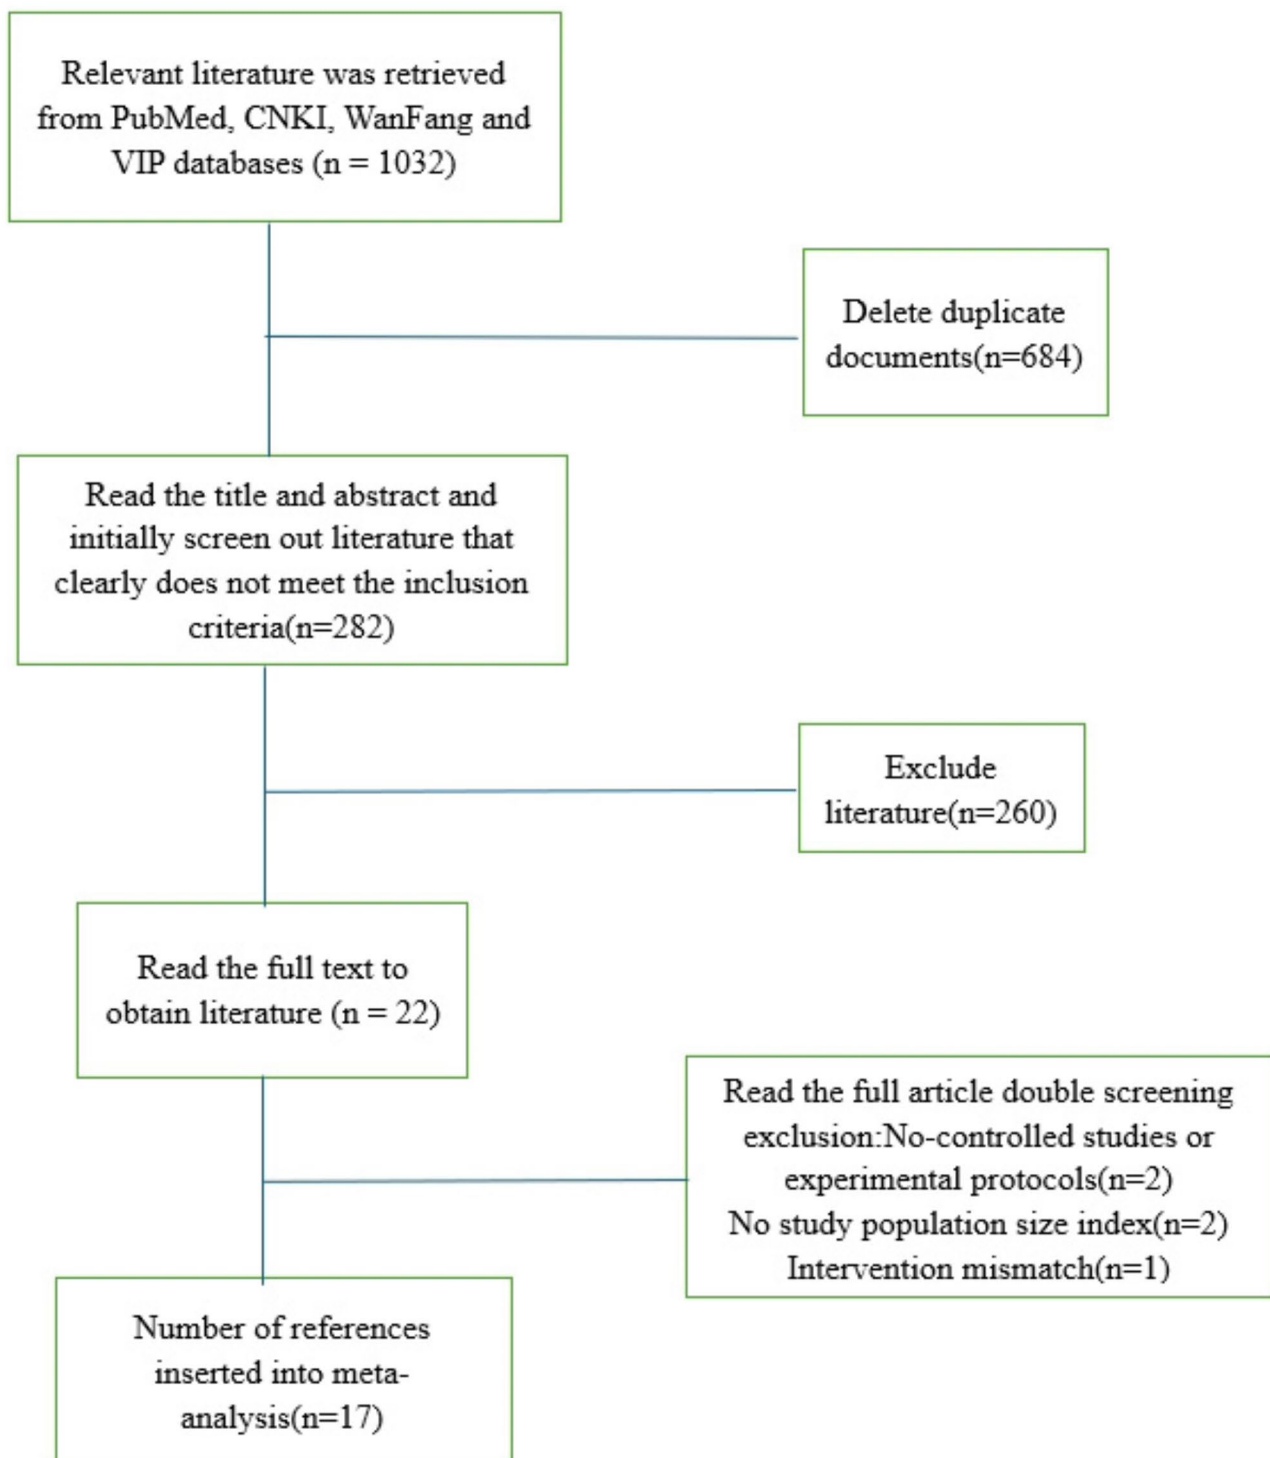 Relevant literature was retrieved
from PubMed, CNKI, WanFang and
VIP databases (n = 1032)
Delete duplicate
documents(n=684)
Read the title and abstract and
initially screen out literature that
clearly does not meet the inclusion
criteria(n=282)
Exclude
literature(n=260)
Read the full text to
obtain literature (n = 22)
Read the full article double screening
exclusion:No-controlled studies or
experimental protocols(n=2)
No study population size index(n=2)
Intervention mismatch(n=1)
Number of references
inserted into meta-
analysis(n=17)